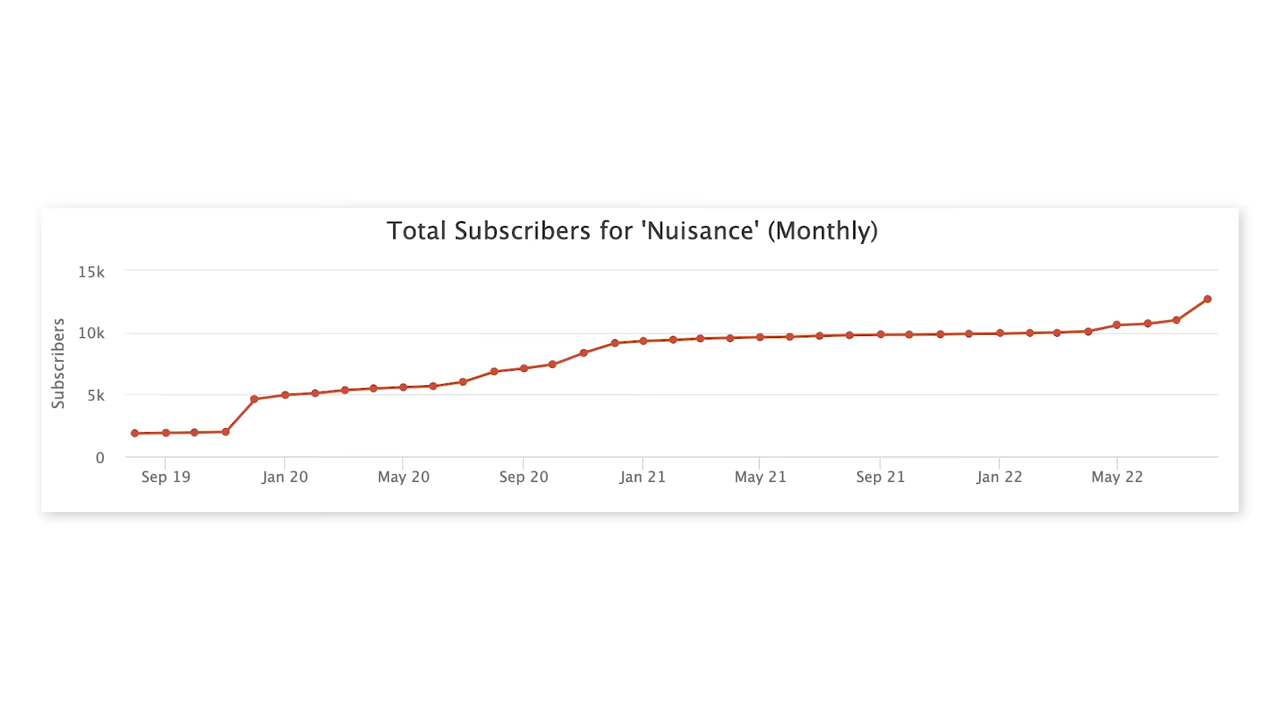 Total Subscribers for 'Nuisance' (Monthly)
15k
10k
5k
0
Subscribers
Sep 19
Jan 20
May 20
Sep 20
Jan 21
May 21
Sep 21
Jan 22
May 22